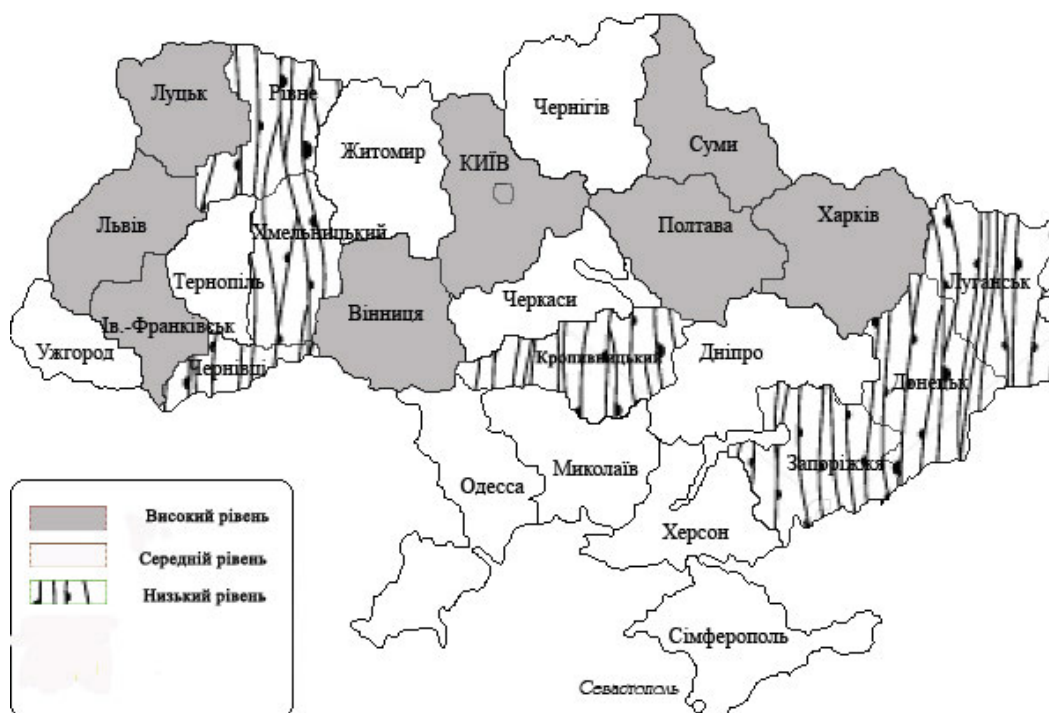 Луцьк
Рівне
Житомир
Чернігів
КИЇВ
Суми
Львів
Хмельницький
Тернопіль
Полтава
Харків
Ів.-Франківськ
Вінниця
Черкаси
Луганськ
Ужгород
Чернівці
Кропивницький
Дніпро
Донецьк
Одесса
Миколаїв
Запоріжжя
Херсон
Сімферополь
Севастополь
Високий рівень
Середній рівень
Низький рівень